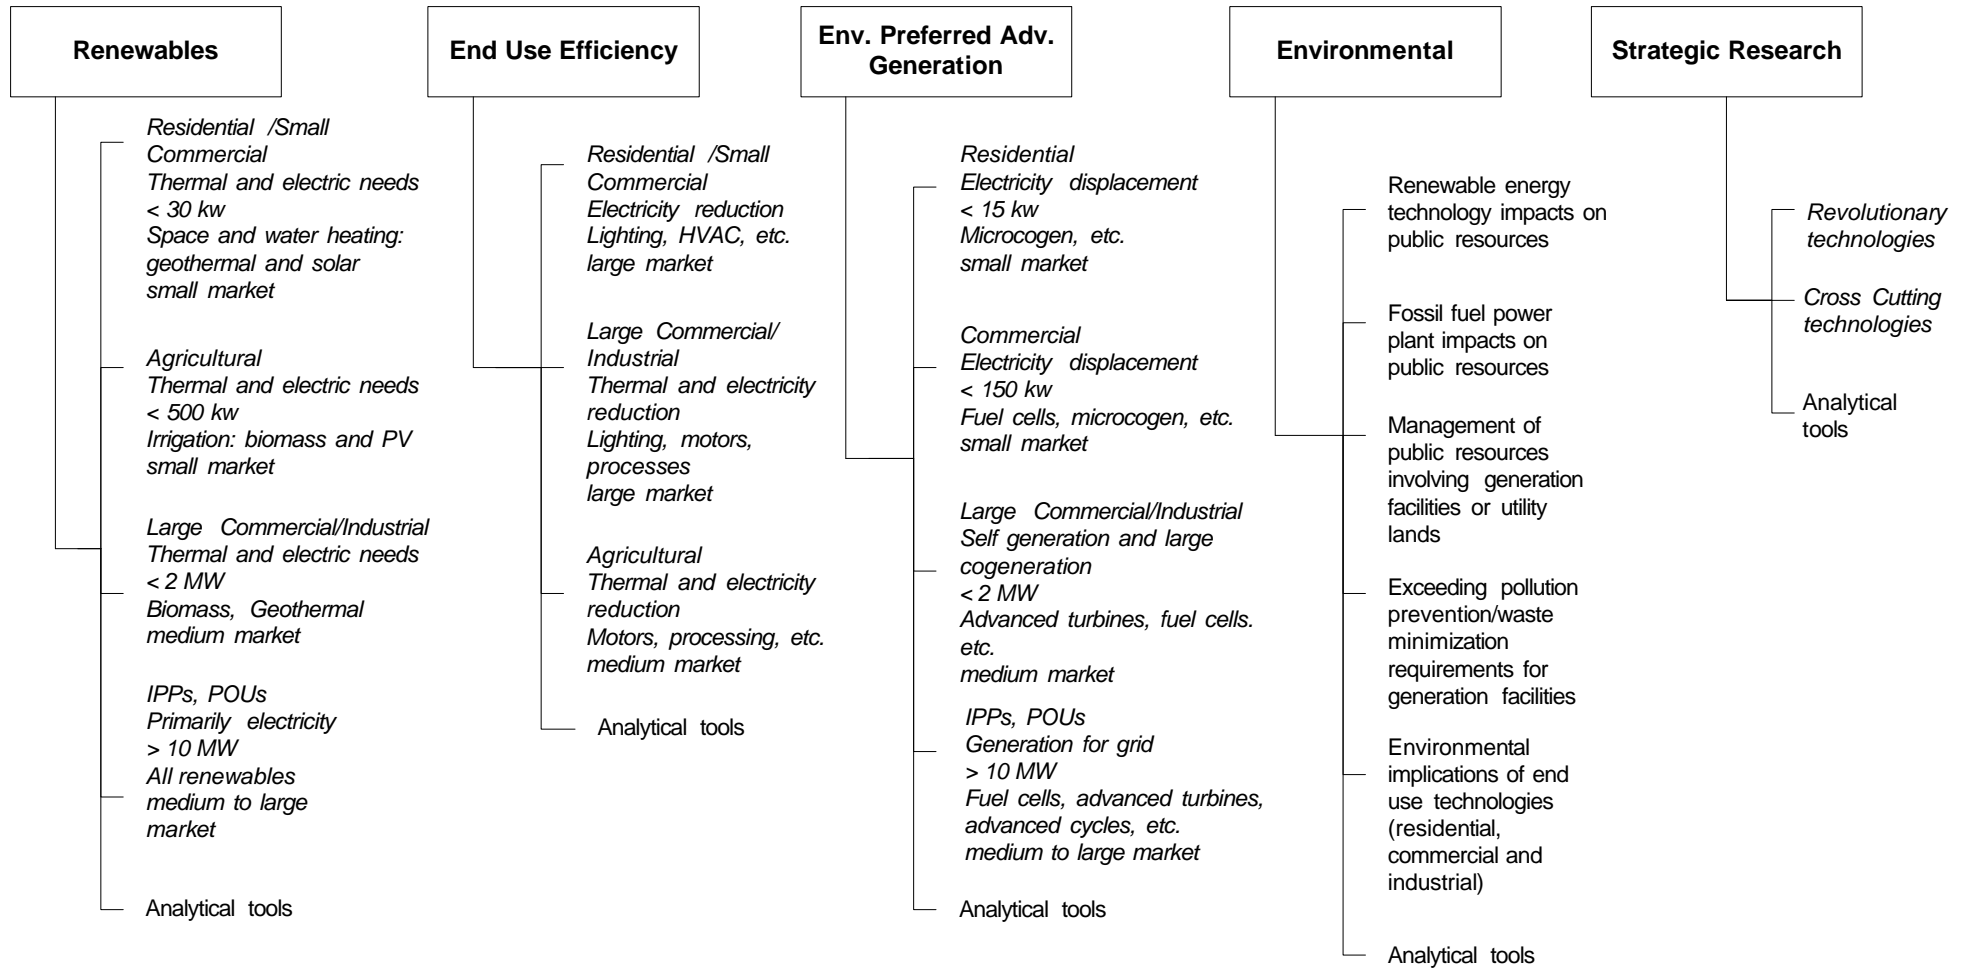 Renewables
Residential /Small
Commercial
Thermal and electric needs
< 30 kw
Space and water heating:
geothermal and solar
small market
Agricultural
Thermal and electric needs
< 500 kw
Irrigation: biomass and PV
small market
Large Commercial/Industrial
Thermal and electric needs
< 2 MW
Biomass, Geothermal
medium market
IPPs, POUs
Primarily electricity
> 10 MW
All renewables
medium to large
market
Analytical tools
End Use Efficiency
Residential /Small
Commercial
Electricity reduction
Lighting, HVAC, etc.
large market
Large Commercial/
Industrial
Thermal and electricity
reduction
Lighting, motors,
processes
large market
Agricultural
Thermal and electricity
reduction
Motors, processing, etc.
medium market
Analytical tools
Env. Preferred Adv.
Generation
Residential
Electricity displacement
< 15 kw
Microcogen, etc.
small market
Commercial
Electricity displacement
< 150 kw
Fuel cells, microcogen, etc.
small market
Large Commercial/Industrial
Self generation and large
cogeneration
< 2 MW
Advanced turbines, fuel cells.
etc.
medium market
IPPs, POUs
Generation for grid
> 10 MW
Fuel cells, advanced turbines,
advanced cycles, etc.
medium to large market
Analytical tools
Environmental
Renewable energy
technology impacts on
public resources
Fossil fuel power
plant impacts on
public resources
Management of
public resources
involving generation
facilities or utility
lands
Exceeding pollution
prevention/waste
minimization
requirements for
generation facilities
Environmental
implications of end
use technologies
(residential,
commercial and
industrial)
Analytical tools
Strategic Research
Revolutionary
technologies
Cross Cutting
technologies
Analytical
tools